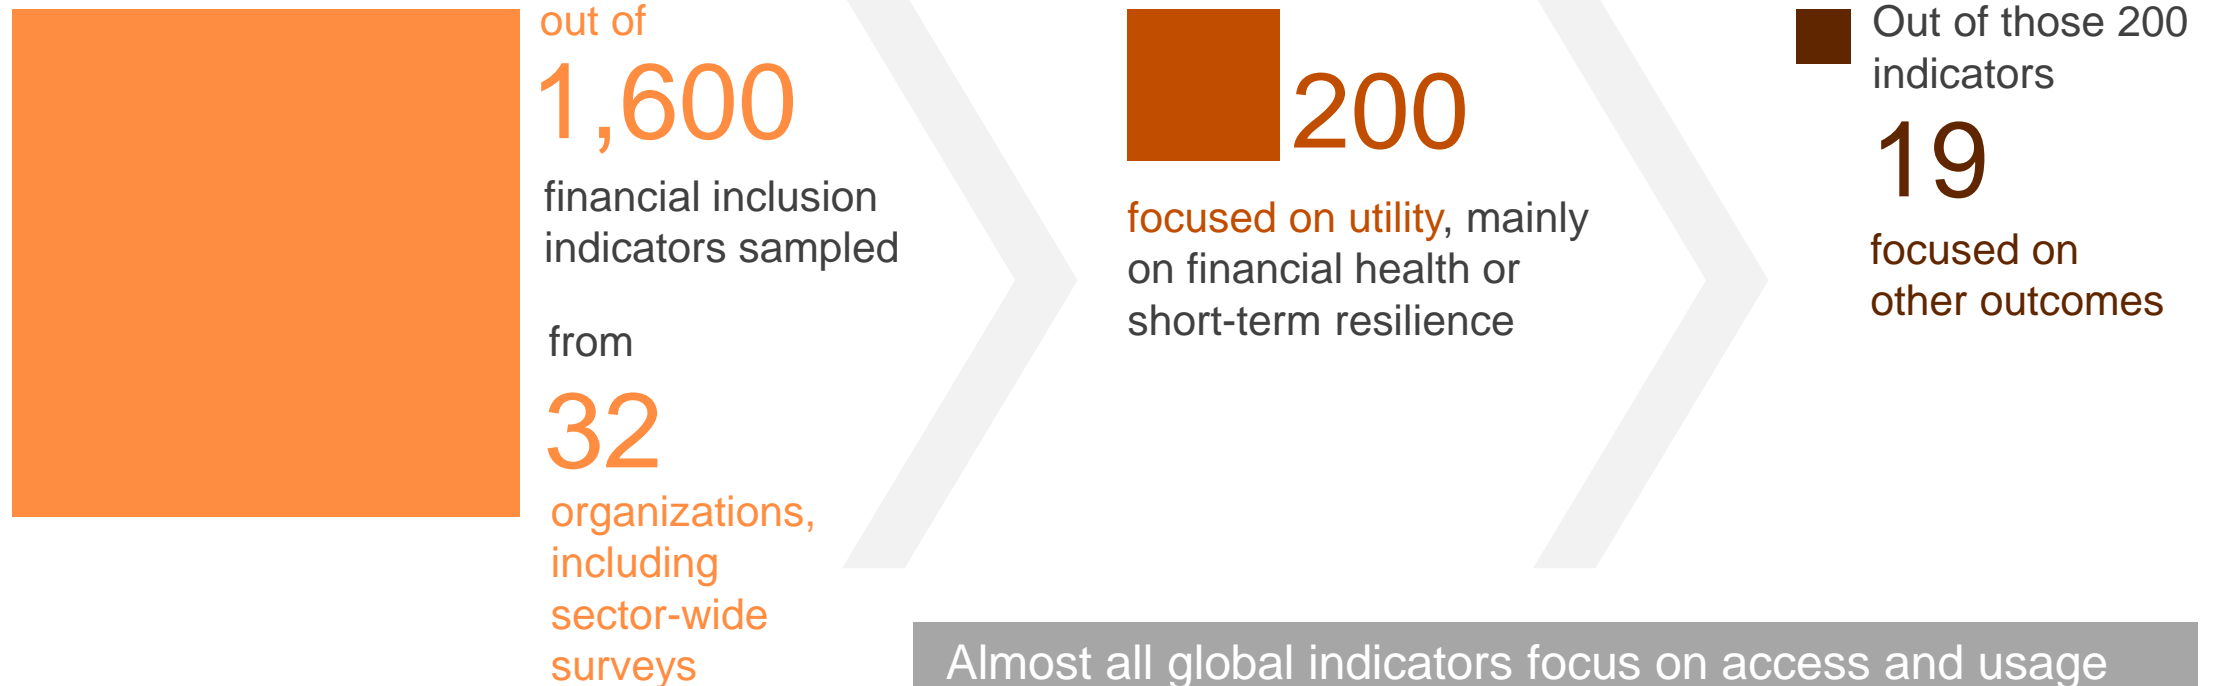 out of
1,600
financial inclusion
indicators sampled
from
32
organizations,
including
sector-wide
surveys
200
focused on utility, mainly
on financial health or
short-term resilience
Out of those 200
indicators
19
focused on
other outcomes
Almost all global indicators focus on access and usage